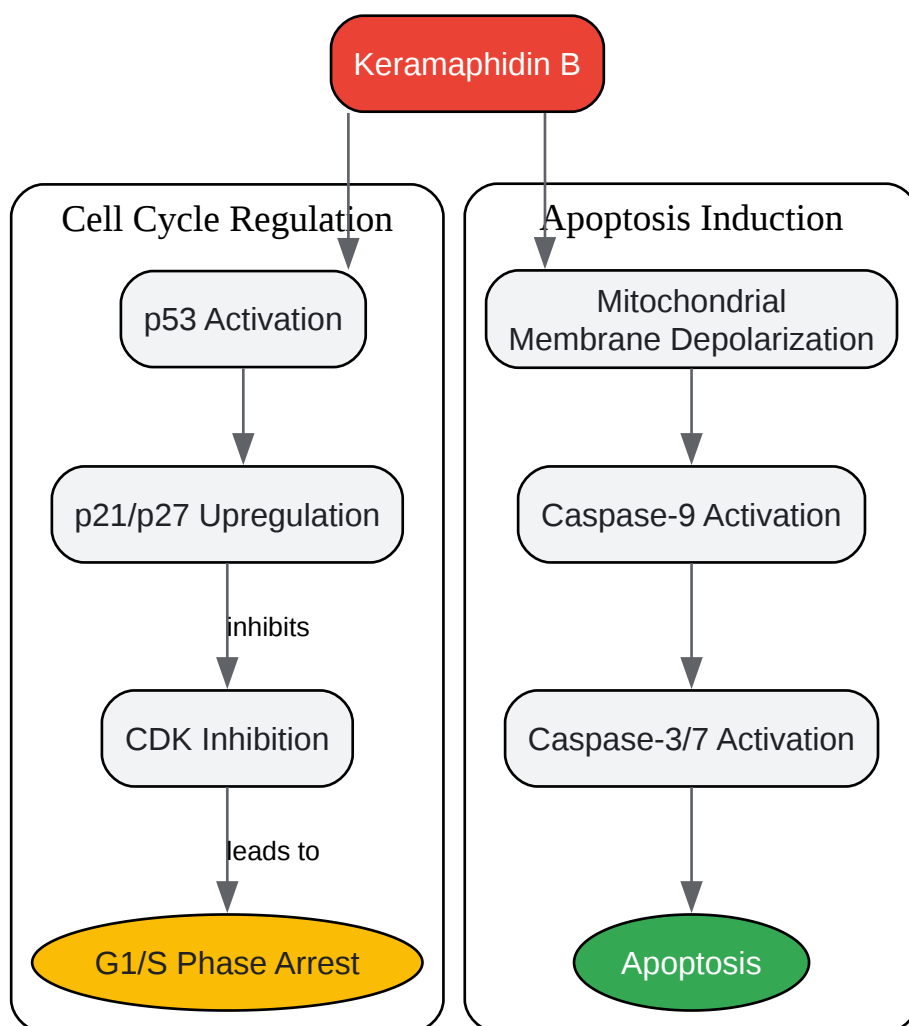 Keramaphidin B
Cell Cycle Regulation
p53 Activation
p21/p27 Upregulation
inhibits
CDK Inhibition
leads to
G1/S Phase Arrest
Apoptosis Induction
Mitochondrial
Membrane Depolarization
Caspase-9 Activation
Caspase-3/7 Activation
Apoptosis